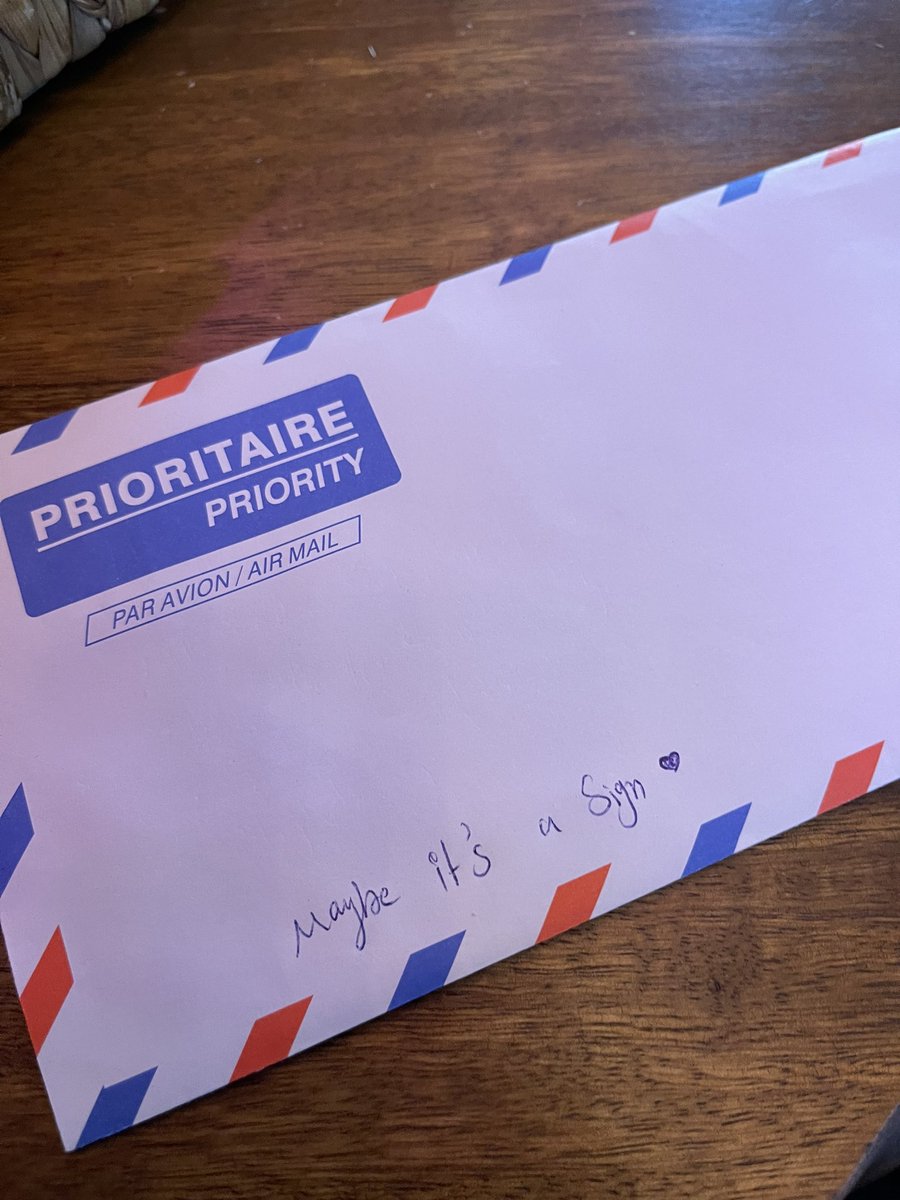 PRIORITAIRE
PRIORITY
PAR AVION / AIR MAIL
Maybe it's a Sign